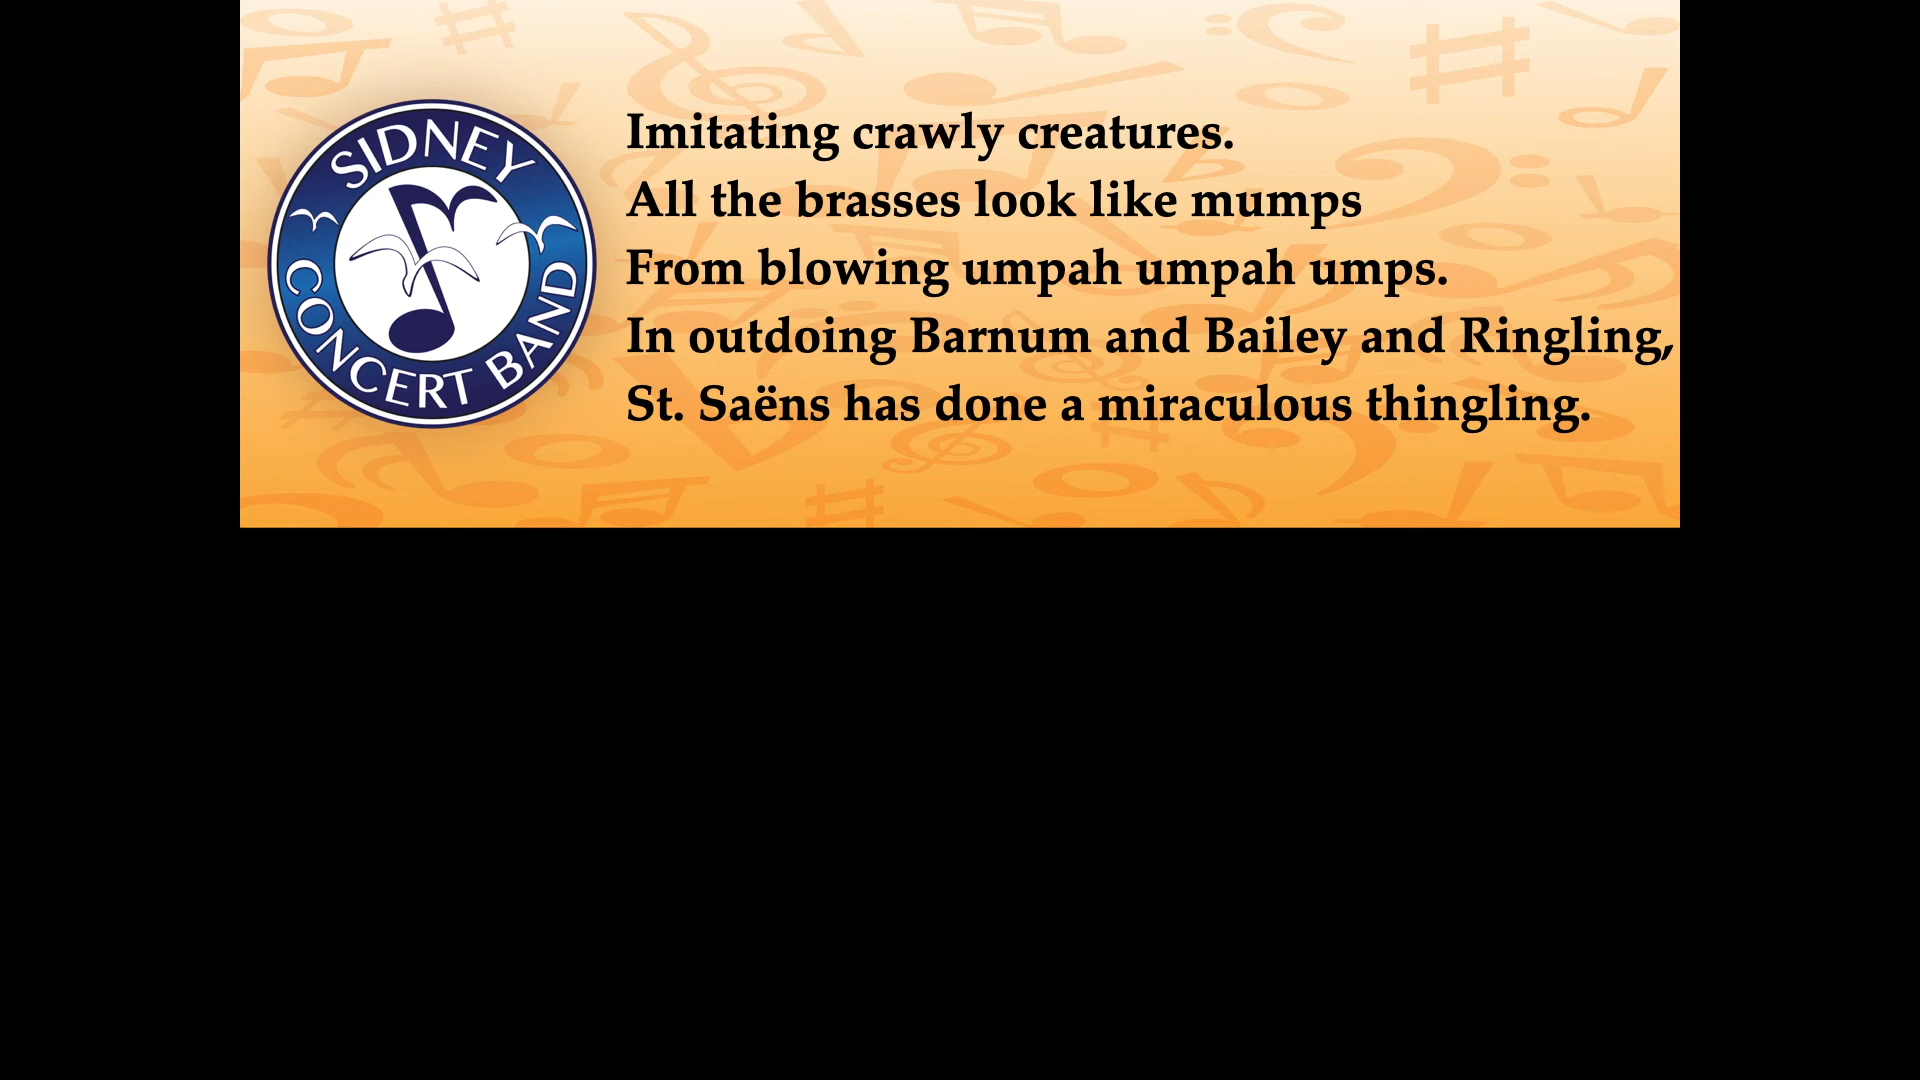 SIDNEY
CONCERT BAND
Imitating crawly creatures.
All the brasses look like mumps
From blowing umpah umpah umps.
In outdoing Barnum and Bailey and Ringling,
St. Saëns has done a miraculous thingling.